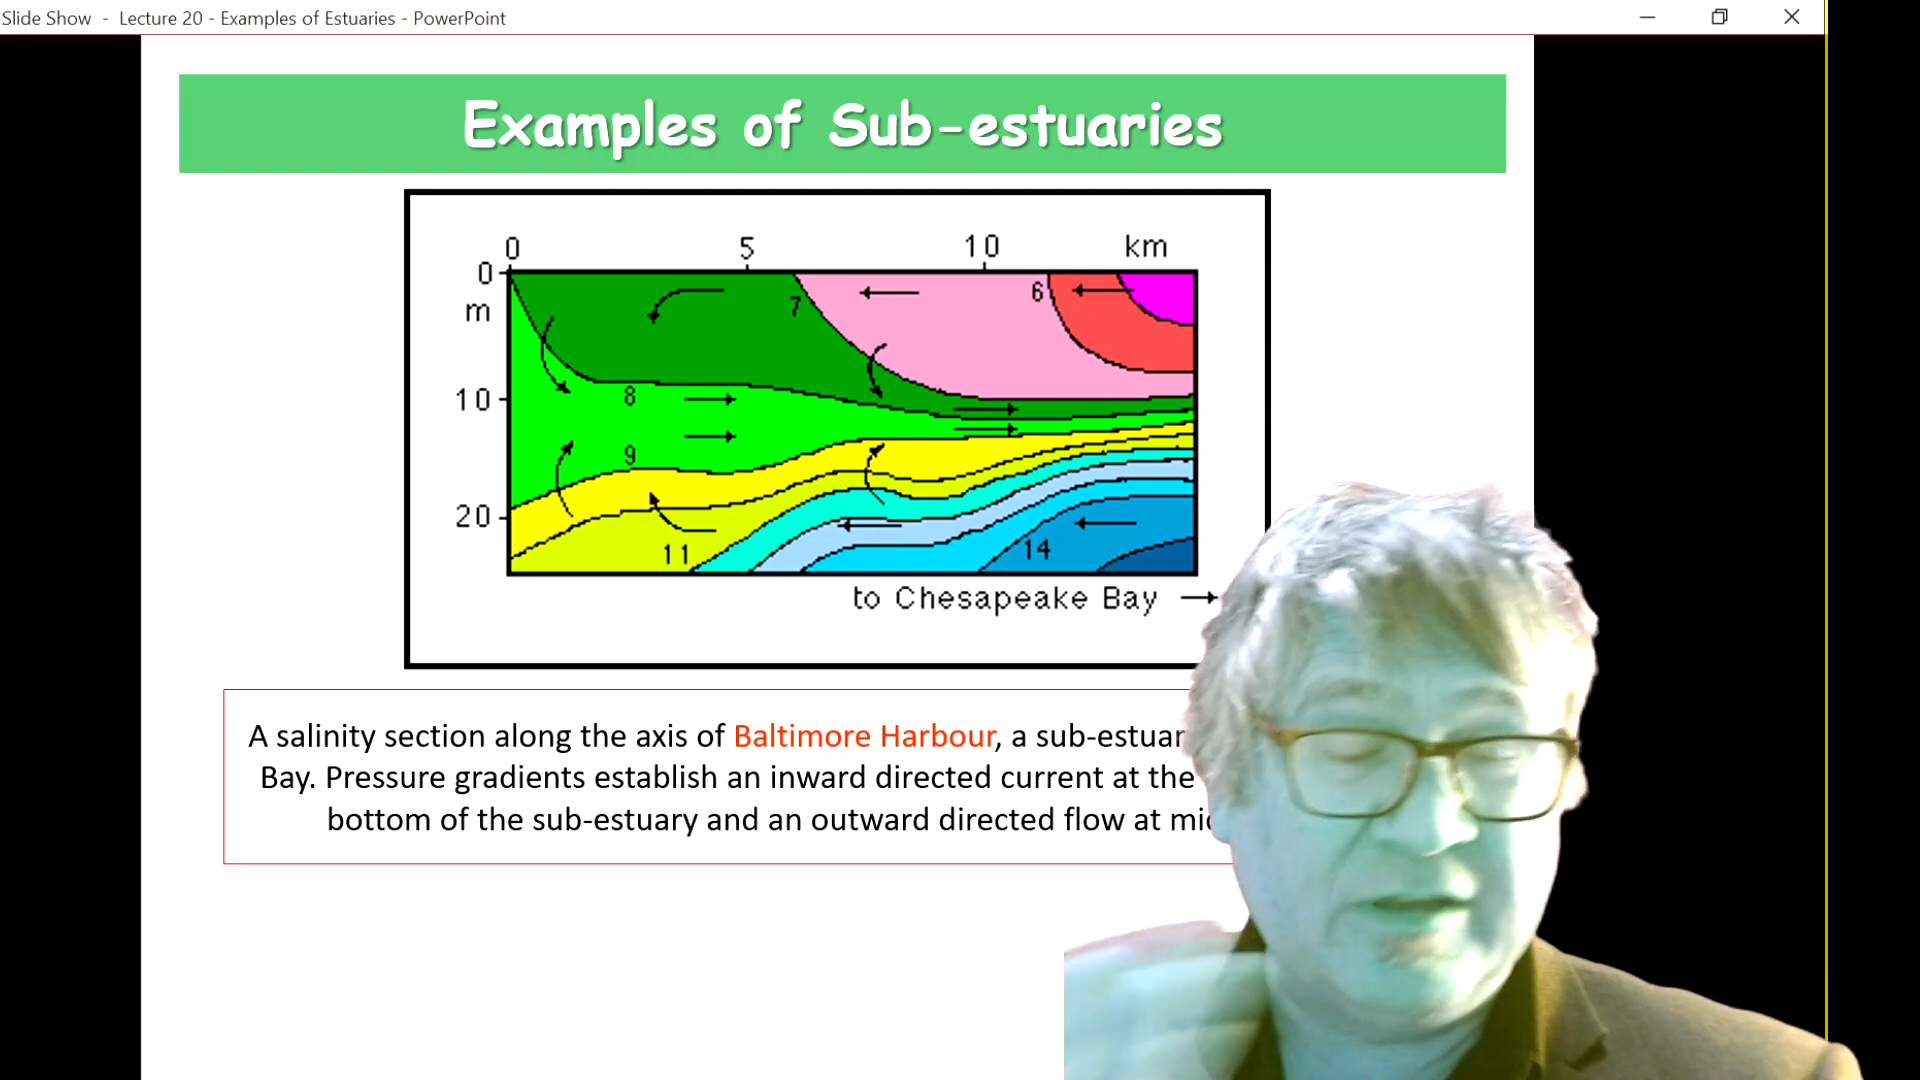 Slide Show - Lecture 20 - Examples of Estuaries - PowerPoint
Examples of Sub-estuaries
0 5 10 km
0
m
7 6
10
8
9
20
11 14
to Chesapeake Bay
A salinity section along the axis of Baltimore Harbour, a
Bay. Pressure gradients establish an inward directed current at the
bottom of the sub-estuary and an outward directed flow at